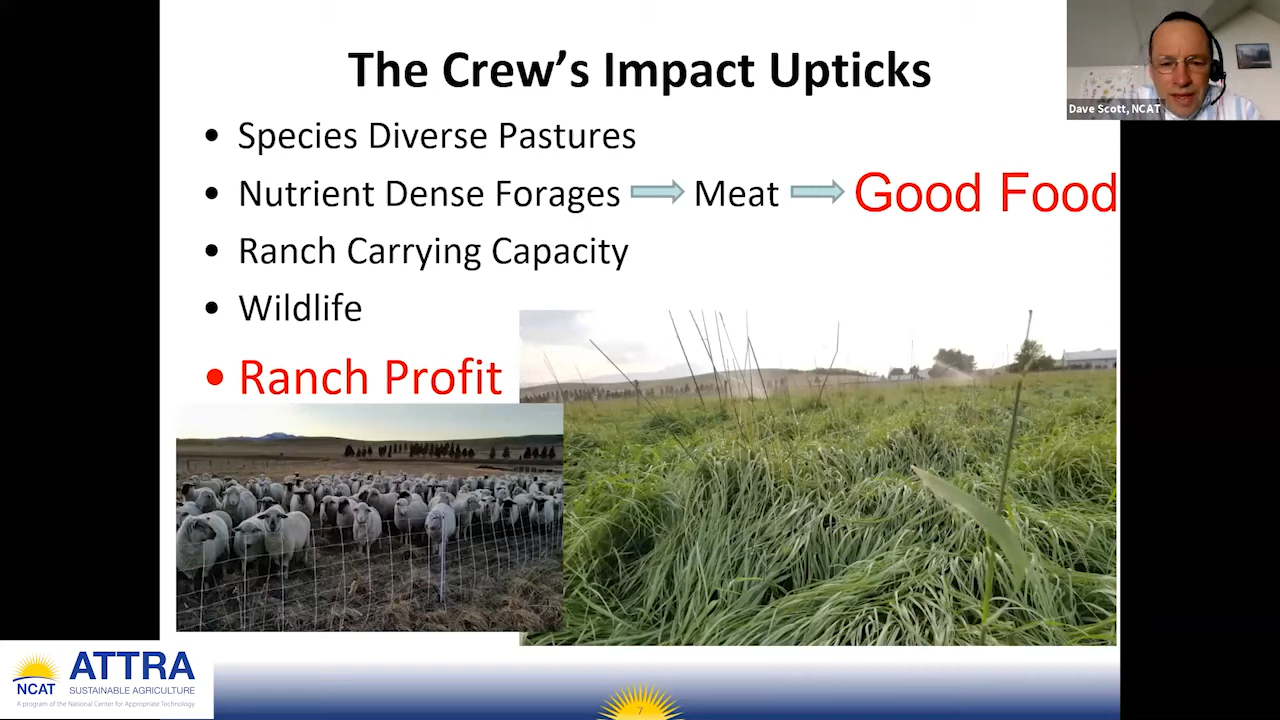 The Crew's Impact Upticks
Dave Scott, NCAT
• Species Diverse Pastures
• Nutrient Dense Forages Meat Good Food
• Ranch Carrying Capacity
• Wildlife
• Ranch Profit
NCAT
ATTRA
SUSTAINABLE AGRICULTURE
A program of the National Center for Appropriate Technology
7